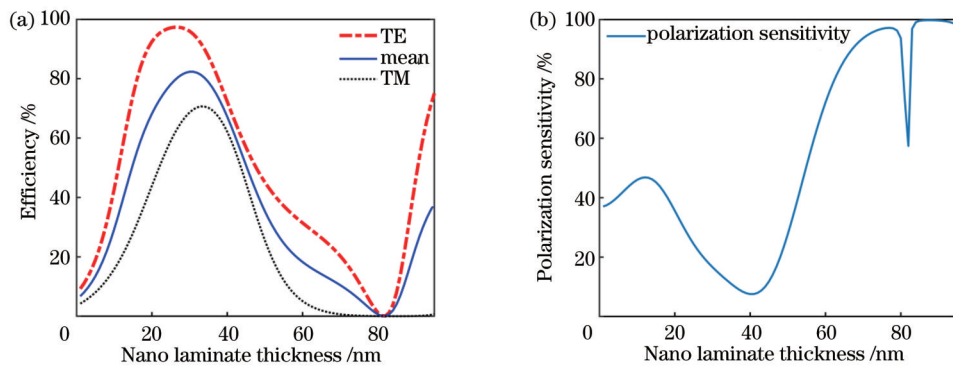 (a)
100
80
60
40
20
0
20
40
60
80
Efficiency /%
Nano laminate thickness /nm
TE
mean
TM
(b)
100
80
60
40
20
0
20
40
60
80
Polarization sensitivity /%
Nano laminate thickness /nm
polarization sensitivity